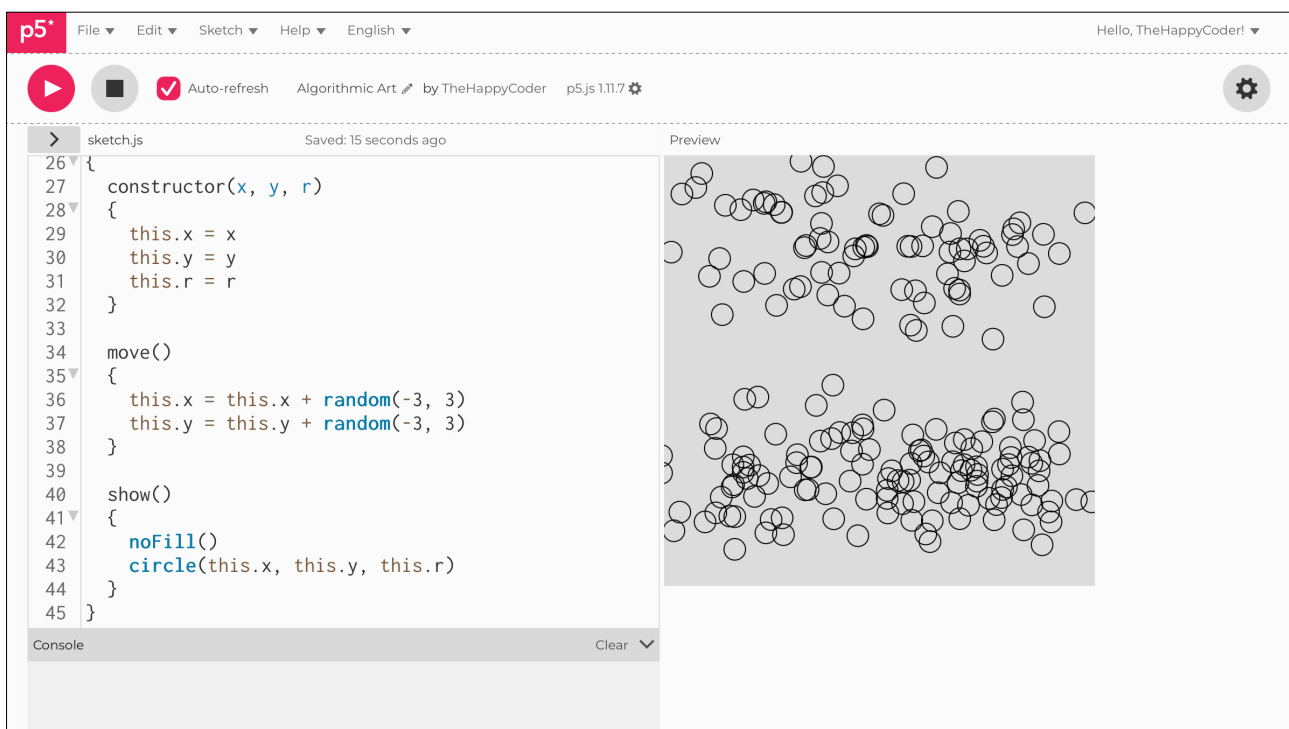 p5* File Edit Sketch Help English Hello, TheHappyCoder!
Auto-refresh Algorithmic Art by TheHappyCoder p5.js 1.11.7
sketch.js Saved: 15 seconds ago Preview
26 {
27 constructor(x, y, r)
28 {
29 this.x = x
30 this.y = y
31 this.r = r
32 }
33
34 move()
35 {
36 this.x = this.x + random(-3, 3)
37 this.y = this.y + random(-3, 3)
38 }
39
40 show()
41 {
42 noFill()
43 circle(this.x, this.y, this.r)
44 }
45 }
Console Clear